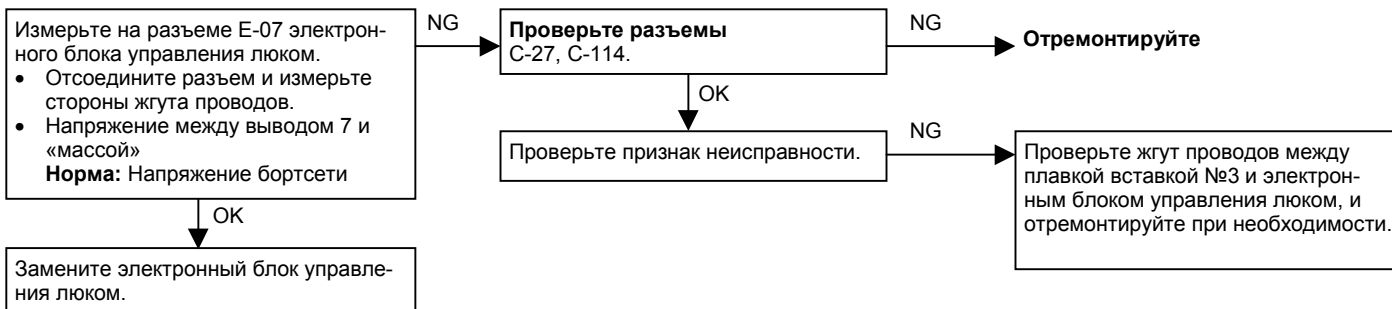 Измерьте на разъеме E-07 электрон-
ного блока управления люком.
• Отсоедините разъем и измерьте
стороны жгута проводов.
• Напряжение между выводом 7 и
«массой»
Норма: Напряжение бортсети
NG
Проверьте разъемы
C-27, C-114.
NG
Отремонтируйте
OK
Проверьте признак неисправности.
NG
Проверьте жгут проводов между
плавкой вставкой №3 и электрон-
ным блоком управления люком, и
отремонтируйте при необходимости.
OK
Замените электронный блок управле-
ния люком.